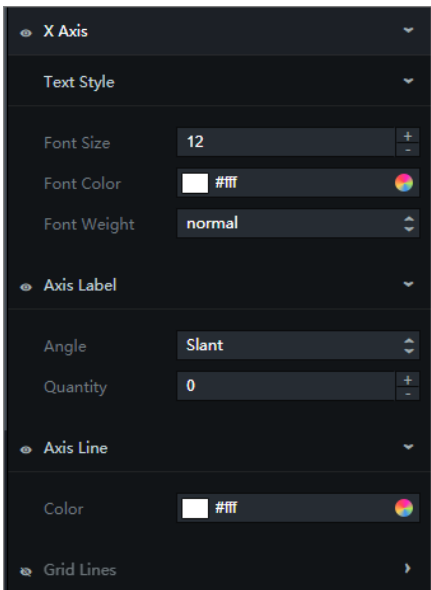 X Axis
Text Style
Font Size 12 + -
Font Color #fff
Font Weight normal
Axis Label
Angle Slant
Quantity 0 + -
Axis Line
Color #fff
Grid Lines